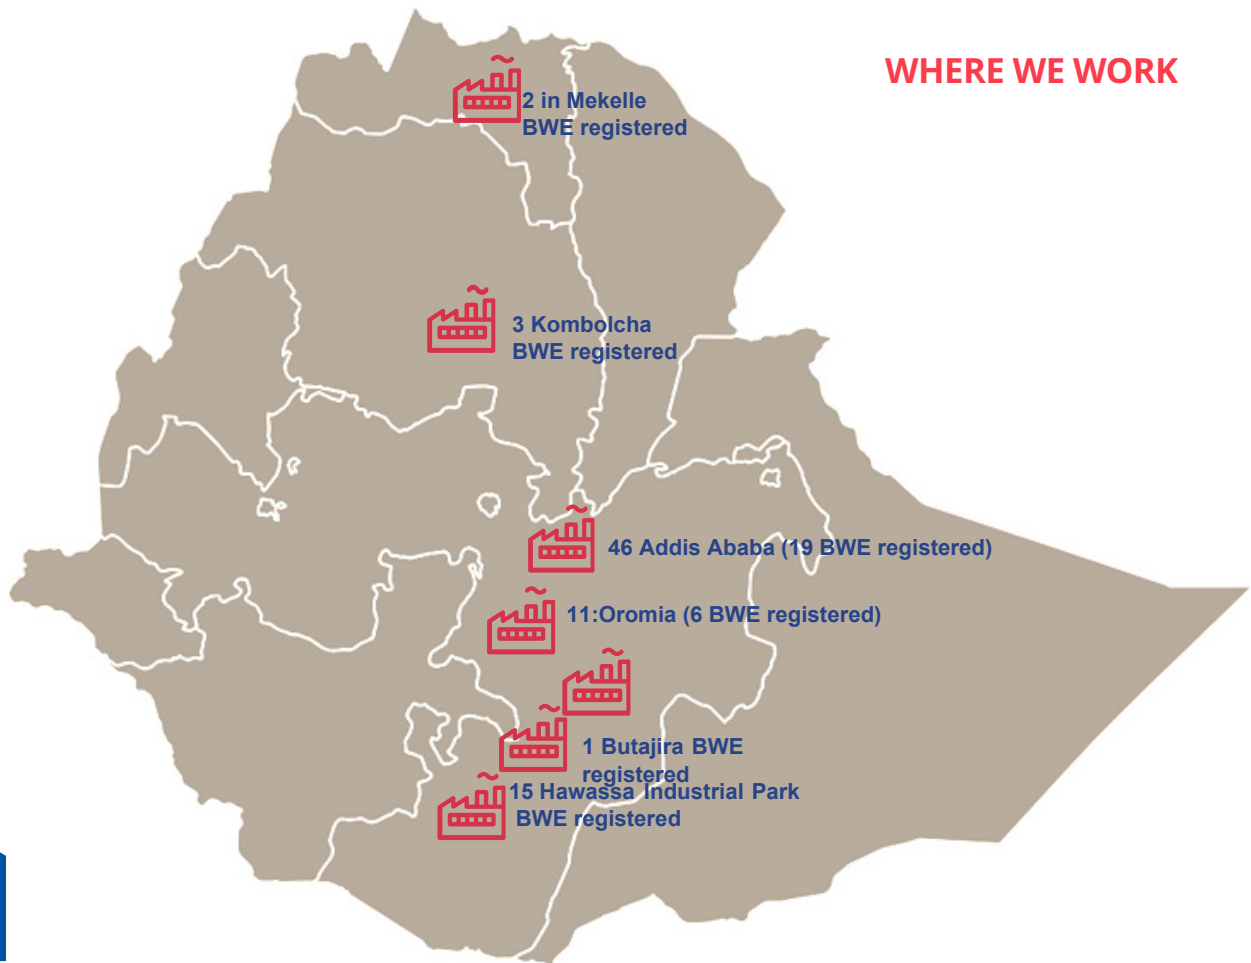 WHERE WE WORK
2 in Mekelle
BWE registered
3 Kombolcha
BWE registered
46 Addis Ababa (19 BWE registered)
11:Oromia (6 BWE registered)
1 Butajira BWE
registered
15 Hawassa Industrial Park
BWE registered